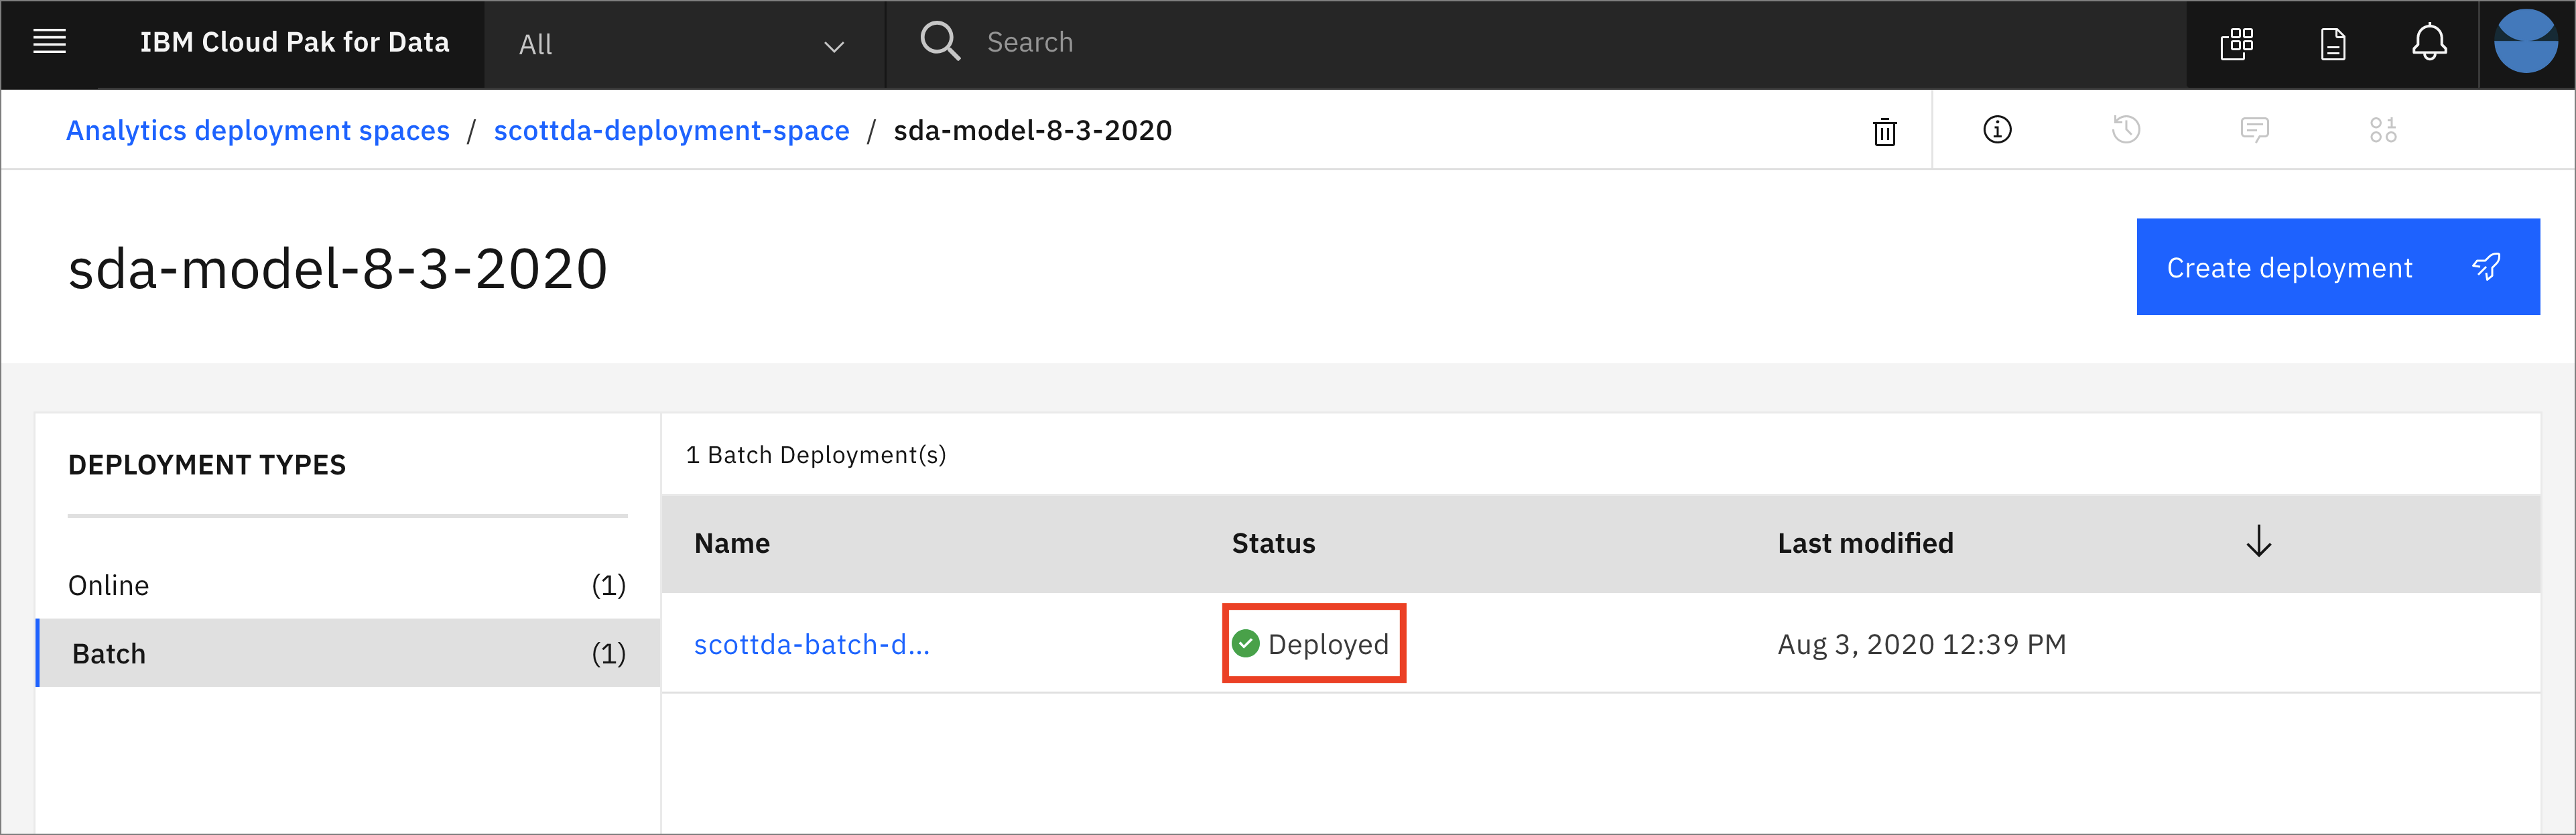 IBM Cloud Pak for Data All Search
Analytics deployment spaces / scottda-deployment-space / sda-model-8-3-2020
sda-model-8-3-2020
Create deployment
DEPLOYMENT TYPES
Online (1)
Batch (1)
1 Batch Deployment(s)
Name Status Last modified
scottda-batch-d... Deployed Aug 3, 2020 12:39 PM